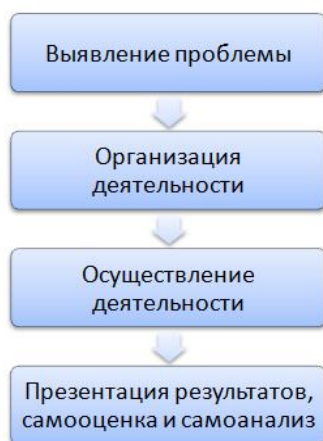 Выявление проблемы
Организация
деятельности
Осуществление
деятельности
Презентация результатов,
самооценка и самоанализ